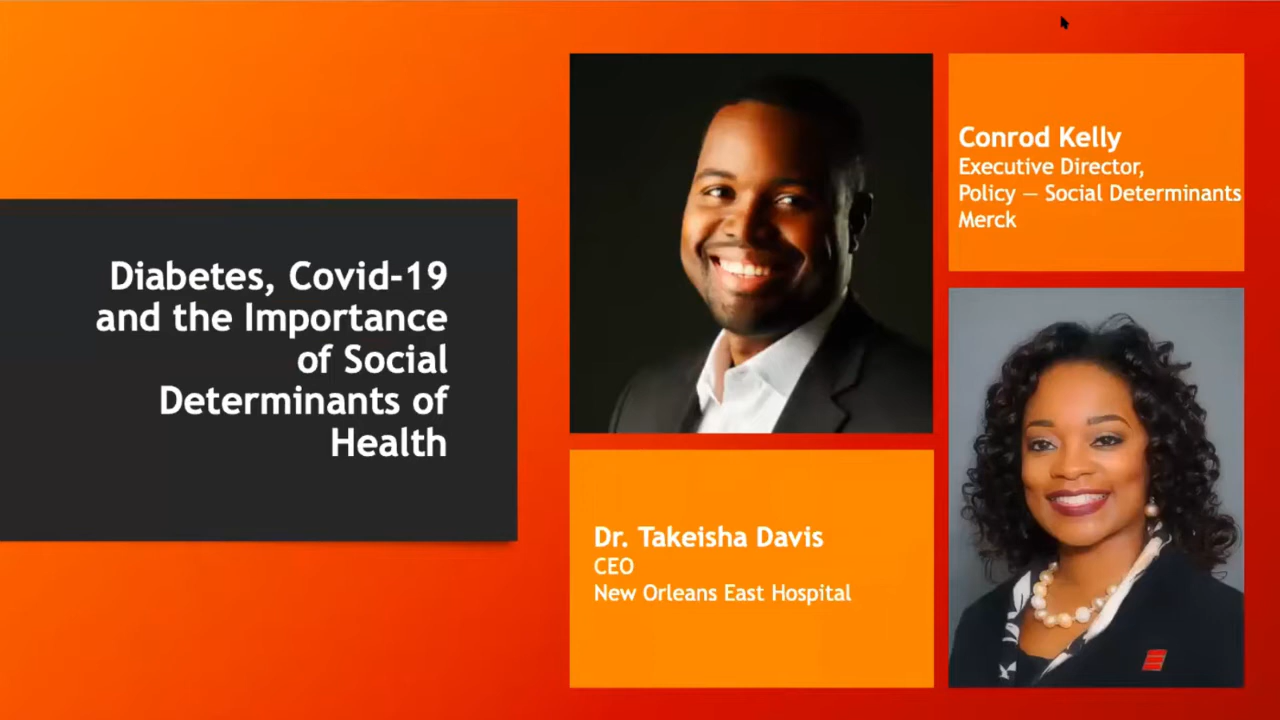 Diabetes, Covid-19
and the Importance
of Social
Determinants of
Health
Conrod Kelly
Executive Director,
Policy — Social Determinants
Merck
Dr. Takeisha Davis
CEO
New Orleans East Hospital